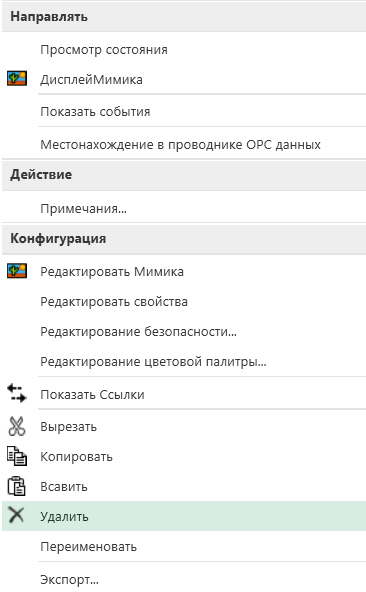 Направлять
Просмотр состояния
ДисплейМимика
Показать события
Местонахождение в проводнике OPC данных
Действие
Примечания...
Конфигурация
Редактировать Мимика
Редактировать свойства
Редактирование безопасности...
Редактирование цветовой палитры...
Показать Ссылки
Вырезать
Копировать
Всавить
Удалить
Переименовать
Экспорт...